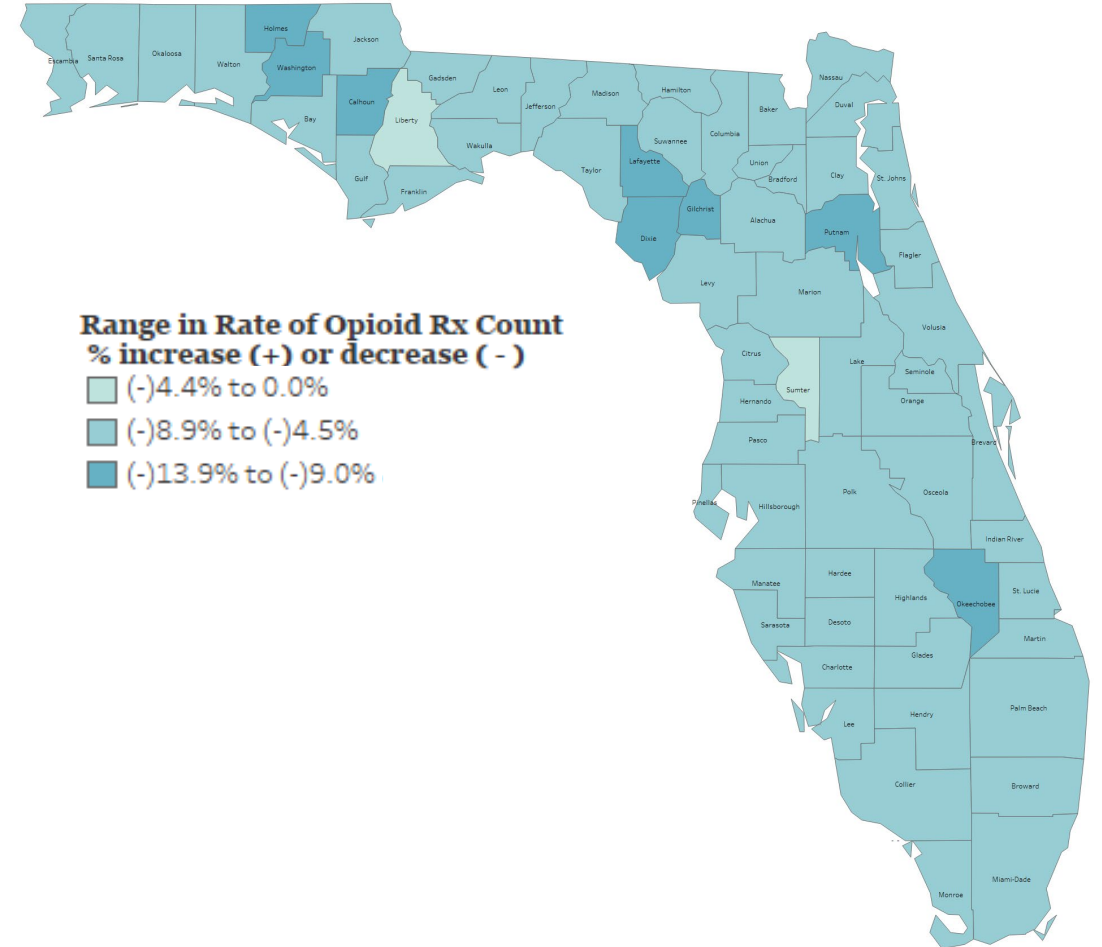 Holmes
Jackson
Escambia
Santa Rosa
Okaloosa
Walton
Washington
Calhoun
Bay
Liberty
Gulf
Franklin
Gadsden
Leon
Jefferson
Wakulla
Madison
Hamilton
Taylor
Suwannee
Lafayette
Columbia
Baker
Nassau
Duval
Union
Bradford
Clay
St. Johns
Dixie
Gilchrist
Alachua
Putnam
Flagler
Levy
Marion
Volusia
Range in Rate of Opioid Rx Count
% increase (+) or decrease ( - )
(-)4.4% to 0.0%
(-)8.9% to (-)4.5%
(-)13.9% to (-)9.0%
Citrus
Sumter
Lake
Seminole
Hernando
Orange
Pasco
Brevard
Pinellas
Hillsborough
Polk
Osceola
Indian River
Manatee
Hardee
Highlands
Okeechobee
St. Lucie
Sarasota
Desoto
Martin
Charlotte
Glades
Lee
Hendry
Palm Beach
Collier
Broward
Monroe
Miami-Dade